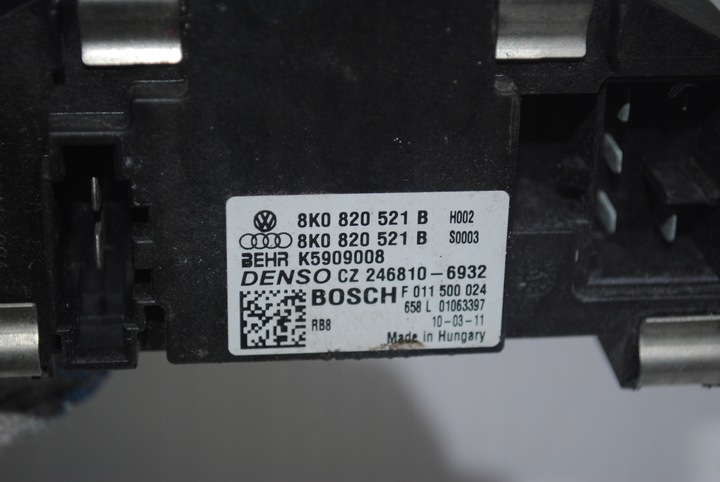 8K0 820 521 B H002
8K0 820 521 B S0003
BEHR K5909008
DENSO CZ 246810-6932
BOSCH F 011 500 024
658 L 01063397
RB8 10-03-11
Made in Hungary